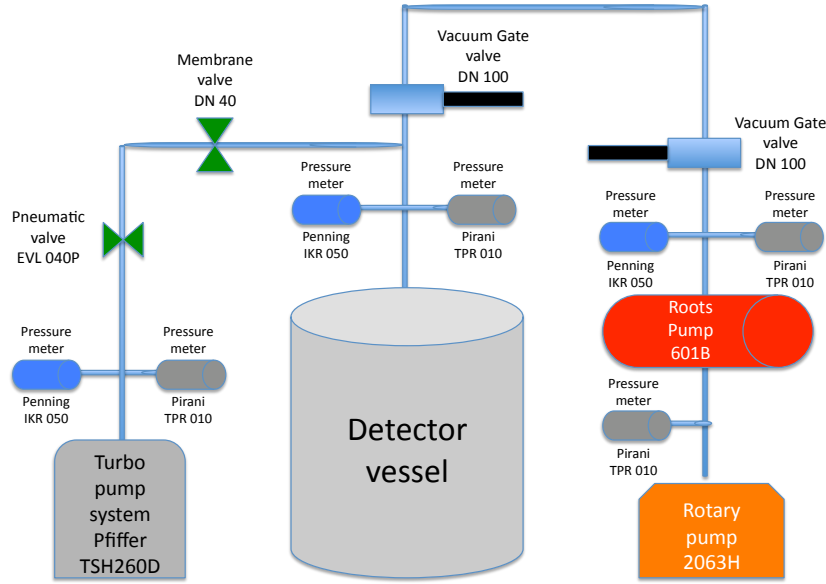 Membrane
valve
DN 40
Vacuum Gate
valve
DN 100
Vacuum Gate
valve
DN 100
Pneumatic
valve
EVL 040P
Pressure
meter
Penning
IKR 050
Pressure
meter
Pirani
TPR 010
Pressure
meter
Penning
IKR 050
Pressure
meter
Pirani
TPR 010
Pressure
meter
Penning
IKR 050
Pressure
meter
Pirani
TPR 010
Roots
Pump
601B
Pressure
meter
Pirani
TPR 010
Turbo
pump
system
Pfiffer
TSH260D
Detector
vessel
Rotary
pump
2063H